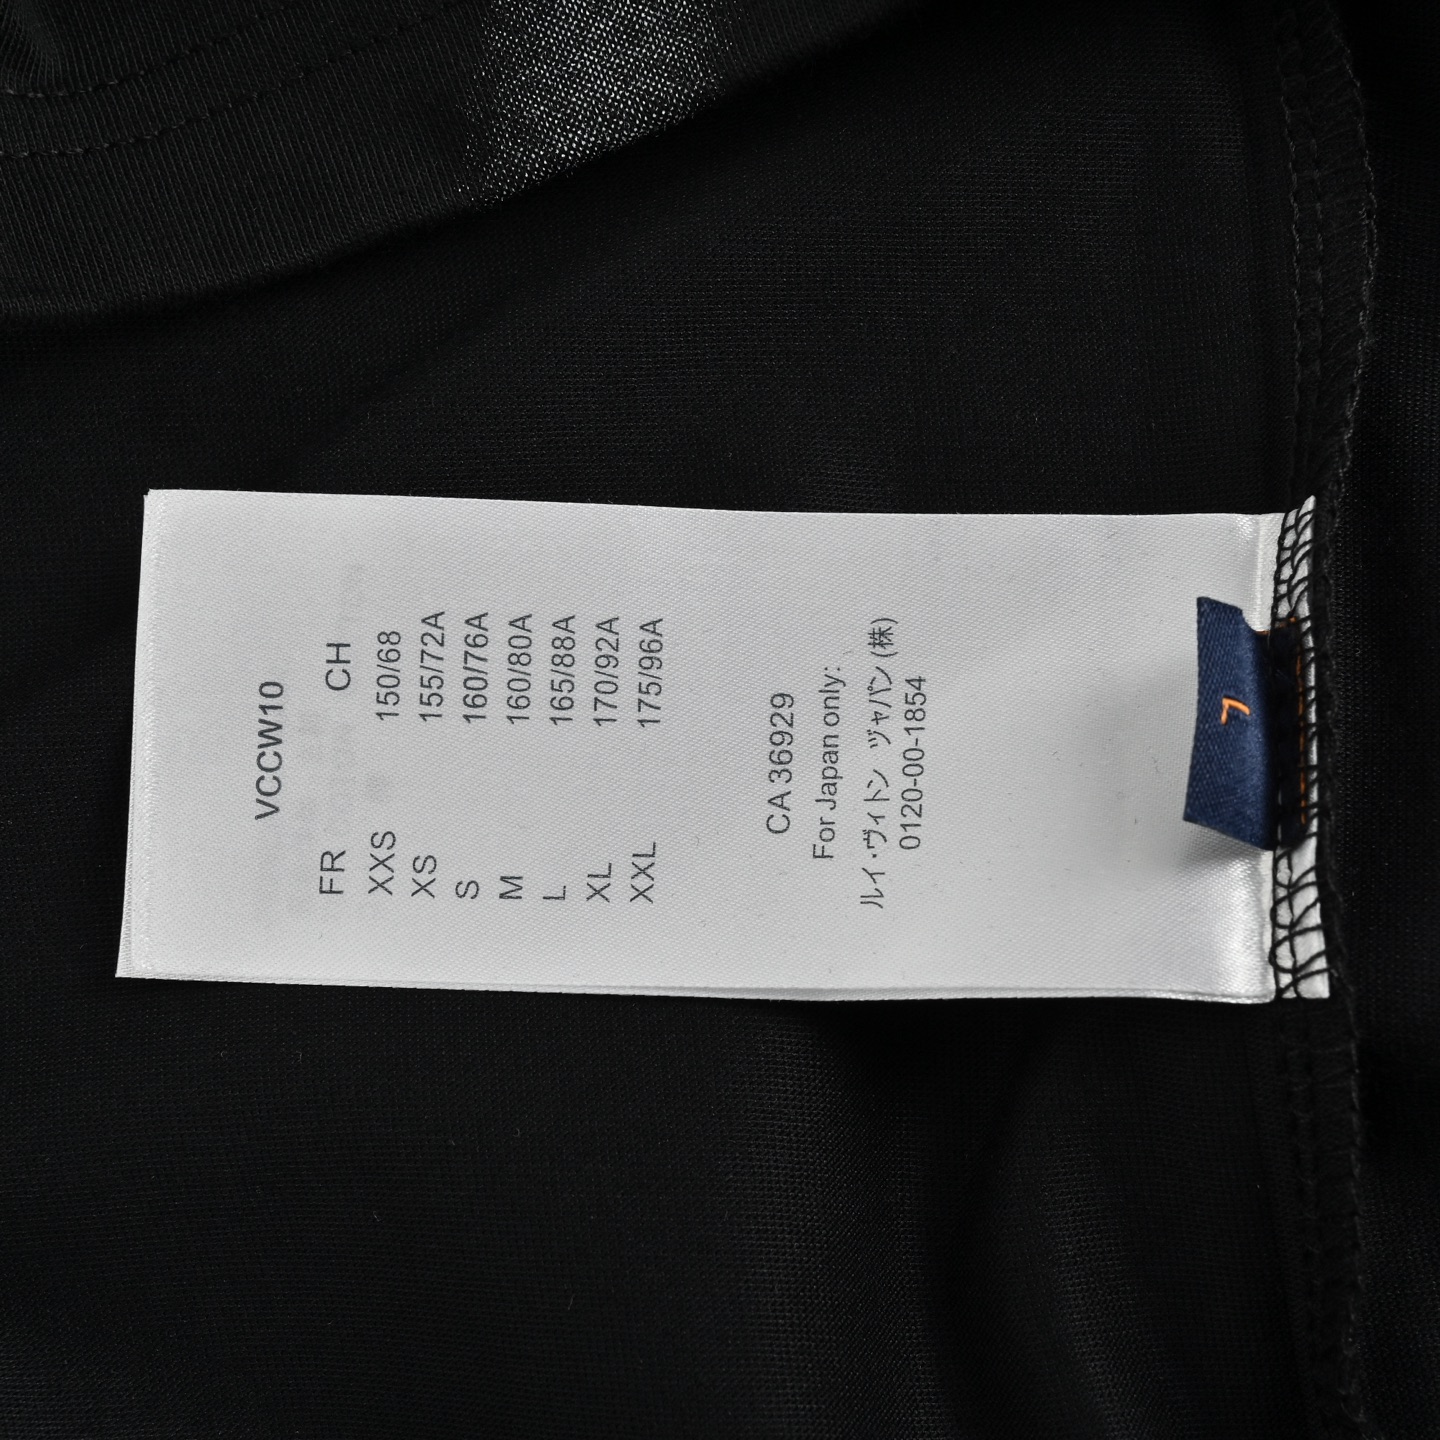 VCCW10
FR CH
XXS 150/68
XS 155/72A
S 160/76A
M 160/80A
L 165/88A
XL 170/92A
XXL 175/96A
CA 36929
For Japan only:
ルイ・ヴィトン ヅャパン(株)
0120-00-1854
L